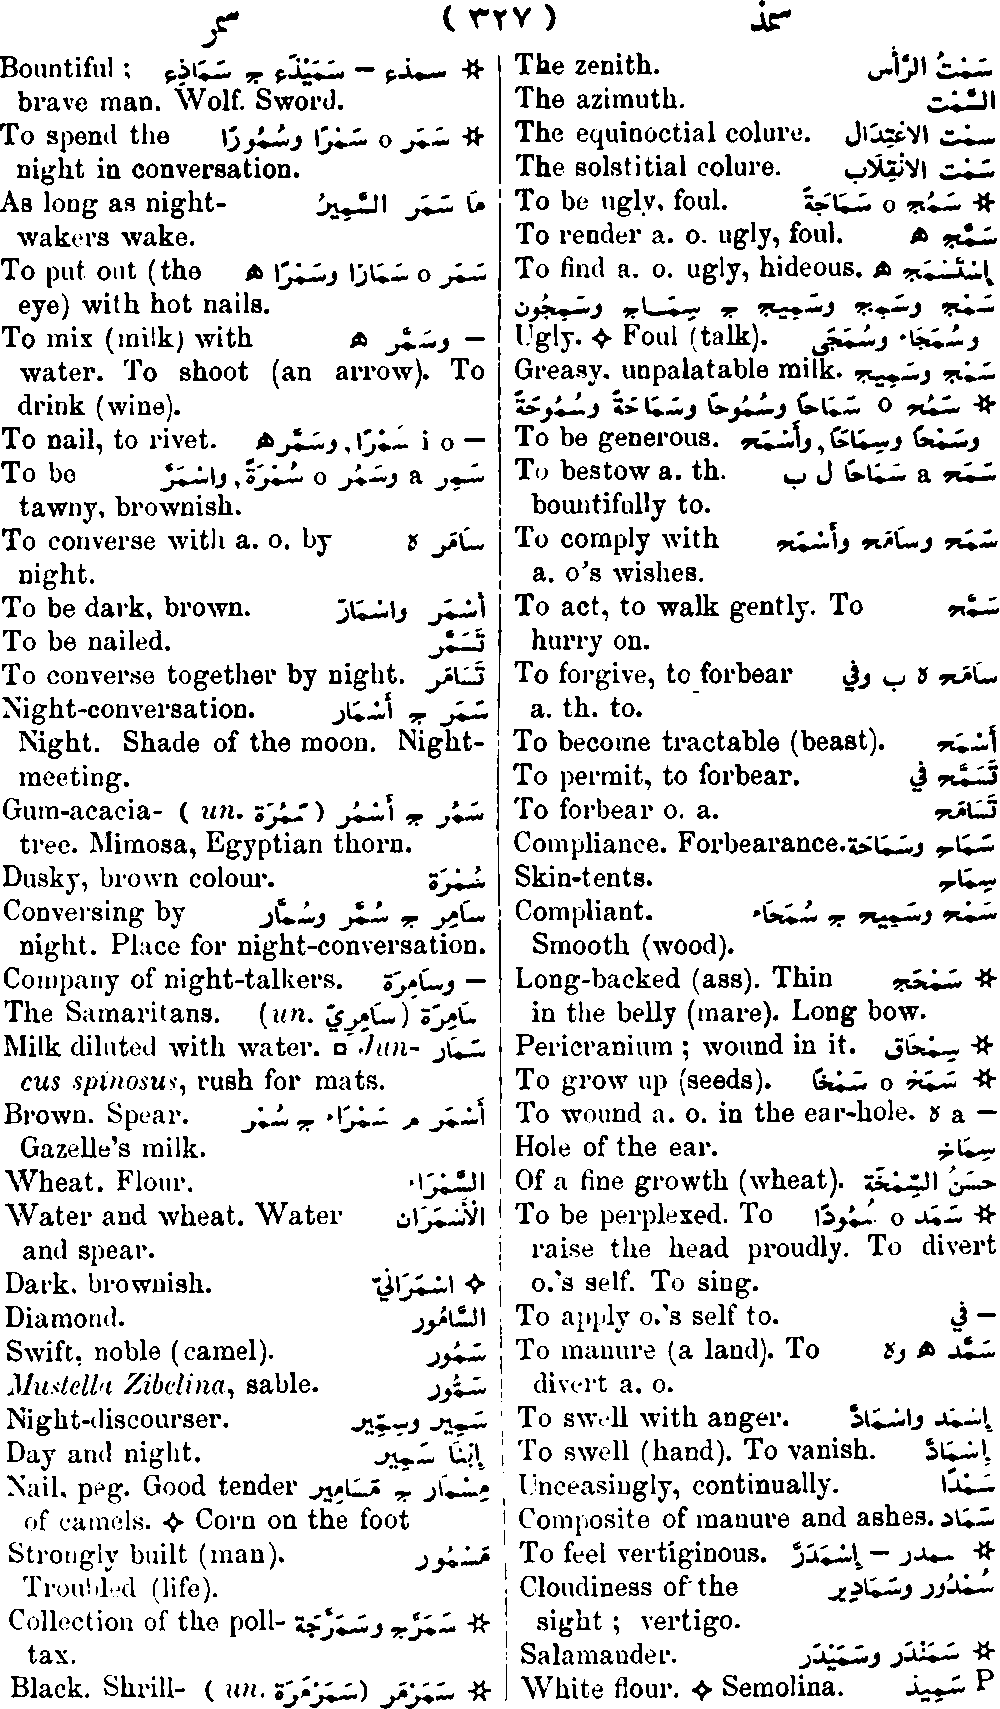 سمر ( ٣٢٧ ) سمذ
The zenith. سَمْتُ الرَّأْس
The azimuth. السَّمْت
The equinoctial colure. سمْت الاعْتِدَال
The solstitial colure. سَمْت الانْقِلَاب
To be ugly, foul. ✲ سَمُج o سَمَاجَةً
To render a. o. ugly, foul. سَمَّج ه
To find a. o. ugly, hideous. إِسْتَسْمَج ه
سَمْج وسَمِج وسَمِيج ج سِمَاج وسَمِجُون
Ugly. ✧ Foul (talk). وسُمَجَاء وسَمْجَى
Greasy, unpalatable milk. سَمْج وسَمِيج
✲ سَمُح o سَمَاحًا وسُمُوحًا وسَمَاحَةً وسُمُوحَةً
To be generous. وسَمْحًا وسِمَاحًا, وأَسْمَح
To bestow a. th. سَمَح a سَمَاحًا ل ب
bountifully to.
To comply with سَمَح وسَامَح وأَسْمَح
a. o's wishes.
To act, to walk gently. To سَمَّح
hurry on.
To forgive, to forbear سَامَح ة ب وفي
a. th. to.
To become tractable (beast). أَسْمَح
To permit, to forbear. تَسَمَّح في
To forbear o. a. تَسَامَح
Compliance. Forbearance. سَمَاح وسَمَاحَة
Skin-tents. سِمَاح
Compliant. سَمْح وسَمِيح ج سُمَحَاء
Smooth (wood).
Long-backed (ass). Thin ✲ سَمْحَج
in the belly (mare). Long bow.
Pericranium ; wound in it. ✲ سِمْحَاق
To grow up (seeds). ✲ سَمَخ o سَمْخًا
To wound a. o. in the ear-hole. ة a –
Hole of the ear. سِمَاخ
Of a fine growth (wheat). حسَنُ السِّمْخَة
To be perplexed. To ✲ سَمَد o سُمُودًا
raise the head proudly. To divert
o.'s self. To sing.
To apply o.'s self to. – في
To manure (a land). To سَمَّد ه وة
divert a. o.
To swell with anger. إِسْمَدّ واسْمَادّ
To swell (hand). To vanish. إِسْمَادّ
Unceasingly, continually. سَمْدًا
Composite of manure and ashes. سَمَاد
To feel vertiginous. ✲ سمدر – إِسْمَدَرّ
Cloudiness of the سُمْدُور وسَمَادِير
sight ; vertigo.
Salamander. ✲ سَمَنْدَر وسَمَيْدَر
White flour. ✧ Semolina. P سَمِيذ
Bountiful ; ✲ سمذع – سَمَيْذَع ج سَمَاذِع
brave man. Wolf. Sword.
To spend the ✲ سَمَر o سَمْرًا وسُمُورًا
night in conversation.
As long as night- مَا سَمَر السَّمِيرُ
wakers wake.
To put out (the سَمَر o سَمَارًا وسَمْرًا ه
eye) with hot nails.
To mix (milk) with – وسَمَّر ه
water. To shoot (an arrow). To
drink (wine).
To nail, to rivet. – i o سَمْرًا, وسَمَّر ه
To be سَمِر a وسَمُر o سُمْرَةً, واسْمَرَّ
tawny, brownish.
To converse with a. o. by سَامَر ة
night.
To be dark, brown. أَسْمَر واسْمَارّ
To be nailed. تَسَمَّر
To converse together by night. تَسَامَر
Night-conversation. سَمَر ج أَسْمَار
Night. Shade of the moon. Night-
meeting.
Gum-acacia- ( un. سَمُر ج أَسْمُر (سَمُرَة
tree. Mimosa, Egyptian thorn.
Dusky, brown colour. سُمْرَة
Conversing by سَامِر ج سُمَّر وسُمَّار
night. Place for night-conversation.
Company of night-talkers. – وسَامِرَة
The Samaritans. (un. سَامِرَة (سَامِرِيّ
Milk diluted with water. ¤ Jun- سَمَار
cus spinosus, rush for mats.
Brown. Spear. أَسْمَر م سَمْرَاء ج سُمْر
Gazelle's milk.
Wheat. Flour. السَّمْرَاء
Water and wheat. Water الْأَسْمَرَان
and spear.
Dark, brownish. ✧ اسْمَرَانيّ
Diamond. السَّامُور
Swift, noble (camel). سَمُور
Mustella Zibelina, sable. سَمُّور
Night-discourser. سَمِير وسِمِّير
Day and night. إِبْنَا سَمِير
Nail, peg. Good tender مِسْمَار ج مَسَامِير
of camels. ✧ Corn on the foot
Strongly built (man). مَسْمُور
Troubled (life).
Collection of the poll- ✲ سَمَرَّج وسَمَرَّجَة
tax.
Black. Shrill- ( un. ✲ سَمَرْمَر (سَمَرْمَرَة